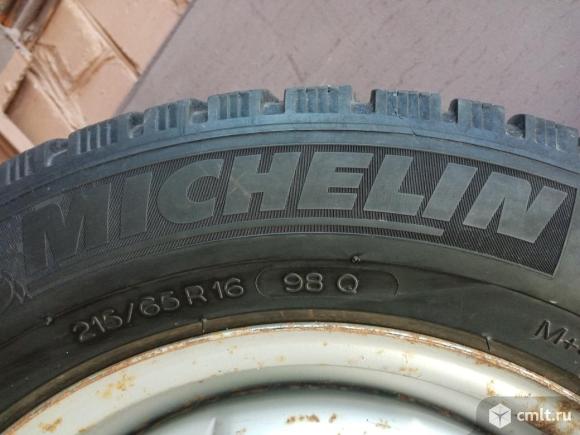 MICHELIN
215/65 R 16 98 Q M+
cmlt.ru